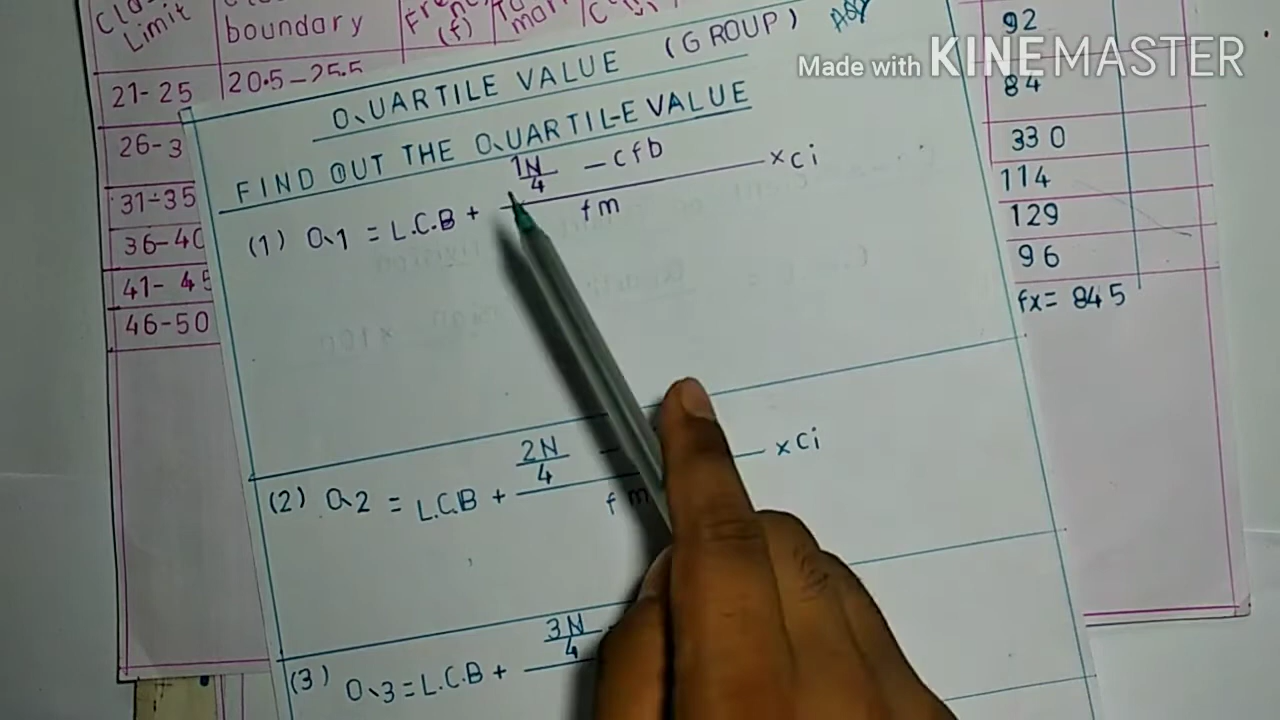 Limit
boundary
(f)
21-25
20.5-25.5
26-3
31-35
36-40
41-45
46-50
QUARTILE VALUE (GROUP)
FIND OUT THE QUARTILE VALUE
(1) Q1 = L.C.B + 1N/4 - cfb / fm × ci
(2) Q2 = L.C.B + 2N/4 - / fm × ci
(3) Q3 = L.C.B + 3N/4
92
84
330
114
129
96
fx = 845
Made with KINEMASTER